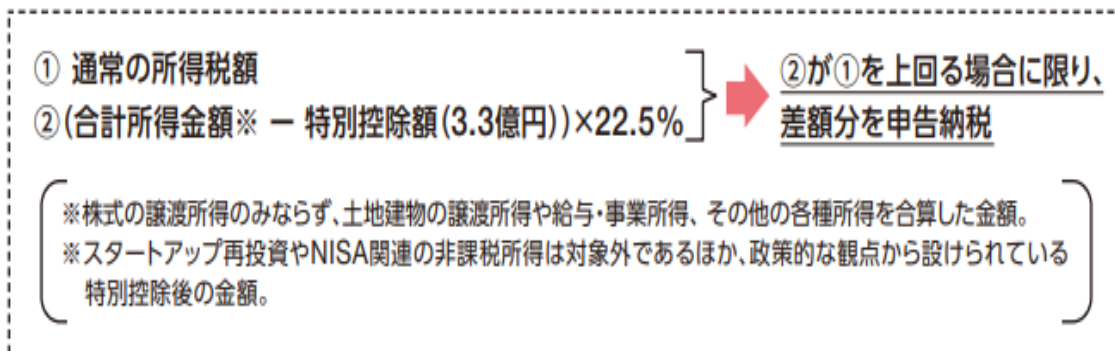 ① 通常の所得税額
②(合計所得金額※ − 特別控除額(3.3億円))×22.5%
②が①を上回る場合に限り、
差額分を申告納税
※株式の譲渡所得のみならず、土地建物の譲渡所得や給与・事業所得、その他の各種所得を合算した金額。
※スタートアップ再投資やNISA関連の非課税所得は対象外であるほか、政策的な観点から設けられている
特別控除後の金額。